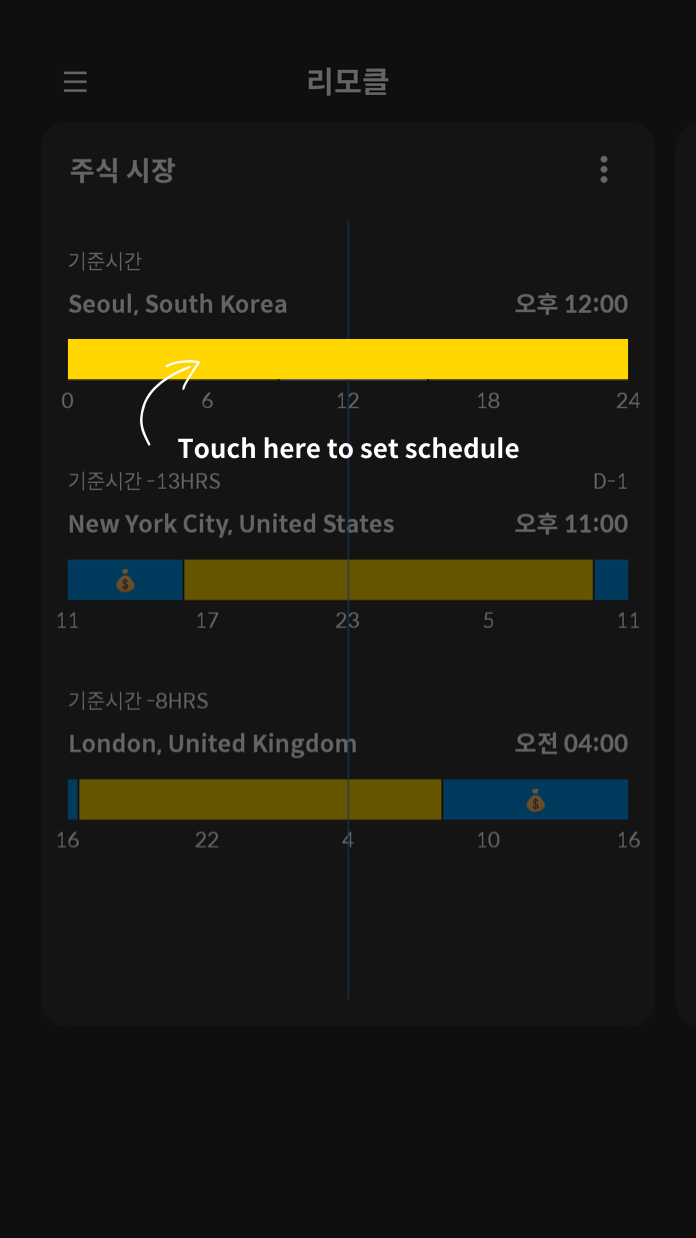 리모클
주식 시장
기준시간
Seoul, South Korea 오후 12:00
0 6 12 18 24
Touch here to set schedule
기준시간 -13HRS D-1
New York City, United States 오후 11:00
11 17 23 5 11
기준시간 -8HRS
London, United Kingdom 오전 04:00
16 22 4 10 16